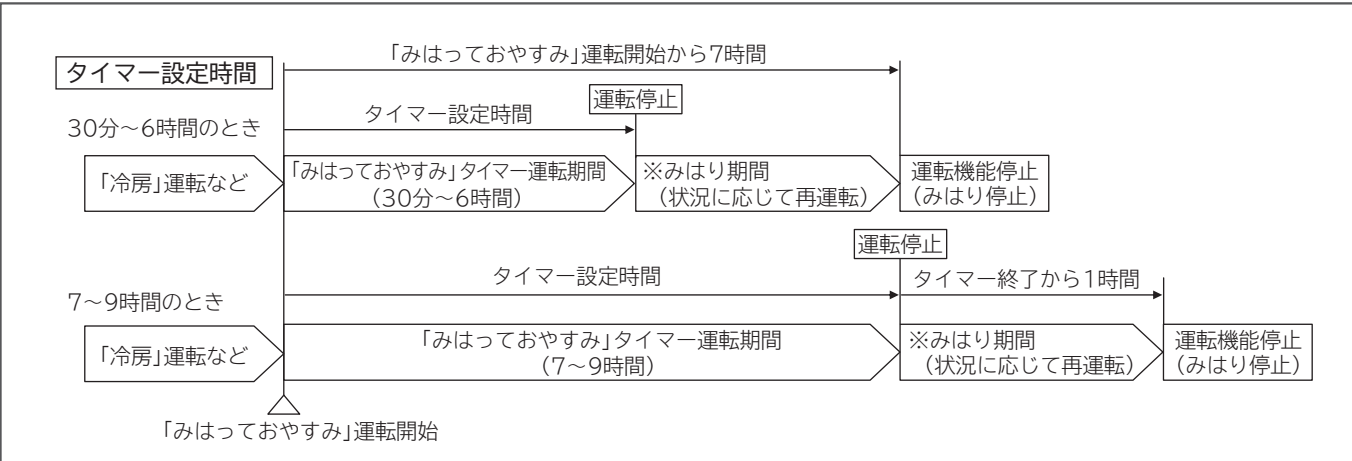 「みはっておやすみ」運転開始から7時間
タイマー設定時間
運転停止
タイマー設定時間
30分～6時間のとき
「冷房」運転など
「みはっておやすみ」タイマー運転期間
(30分～6時間)
※みはり期間
(状況に応じて再運転)
運転機能停止
(みはり停止)
運転停止
タイマー設定時間
タイマー終了から1時間
7～9時間のとき
「冷房」運転など
「みはっておやすみ」タイマー運転期間
(7～9時間)
※みはり期間
(状況に応じて再運転)
運転機能停止
(みはり停止)
「みはっておやすみ」運転開始